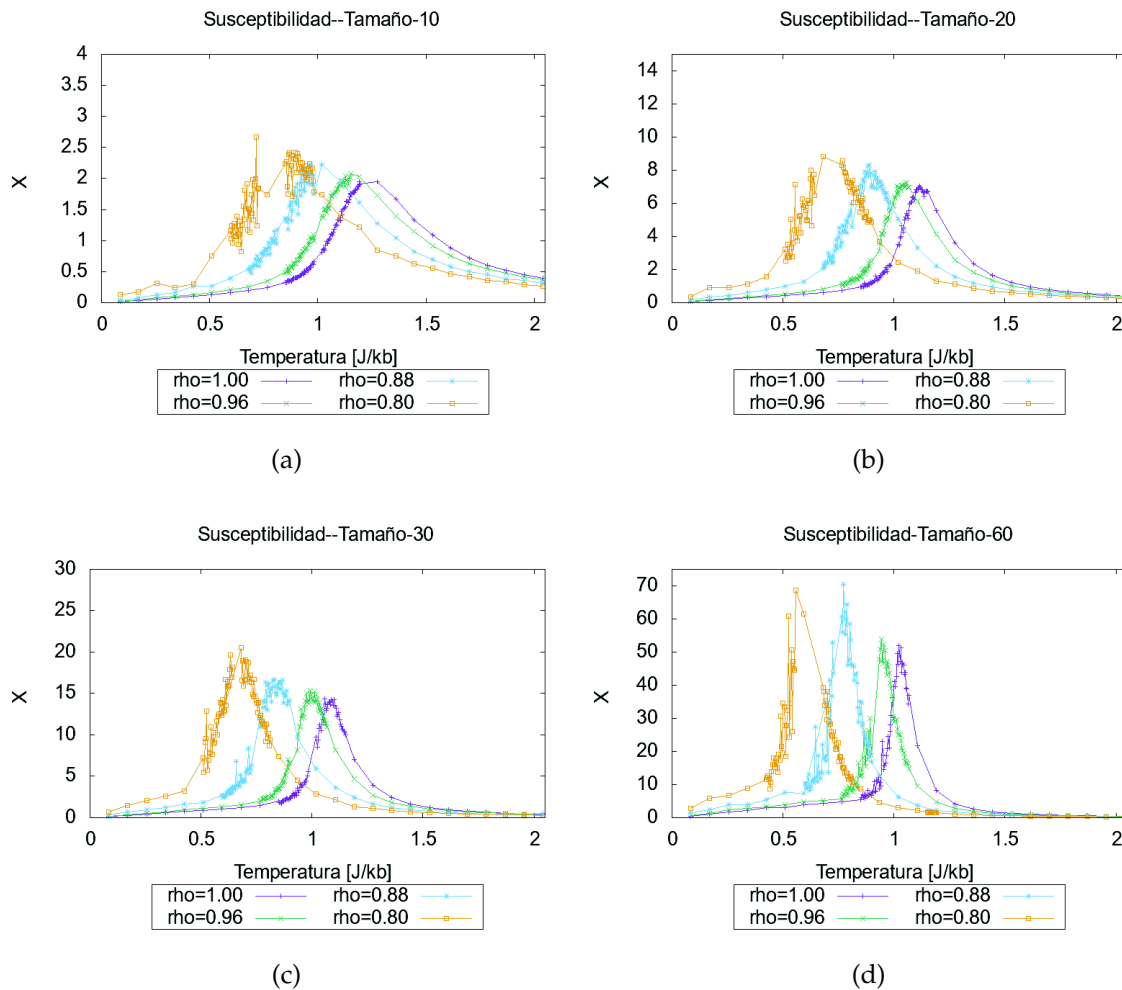 Susceptibilidad--Tamaño-10
4
3.5
3
2.5
2
1.5
1
0.5
0
X
0 0.5 1 1.5 2
Temperatura [J/kb]
rho=1.00 rho=0.88
rho=0.96 rho=0.80
(a)
Susceptibilidad--Tamaño-20
14
12
10
8
6
4
2
0
X
0 0.5 1 1.5 2
Temperatura [J/kb]
rho=1.00 rho=0.88
rho=0.96 rho=0.80
(b)
Susceptibilidad--Tamaño-30
30
25
20
15
10
5
0
X
0 0.5 1 1.5 2
Temperatura [J/kb]
rho=1.00 rho=0.88
rho=0.96 rho=0.80
(c)
Susceptibilidad-Tamaño-60
70
60
50
40
30
20
10
0
X
0 0.5 1 1.5 2
Temperatura [J/kb]
rho=1.00 rho=0.88
rho=0.96 rho=0.80
(d)